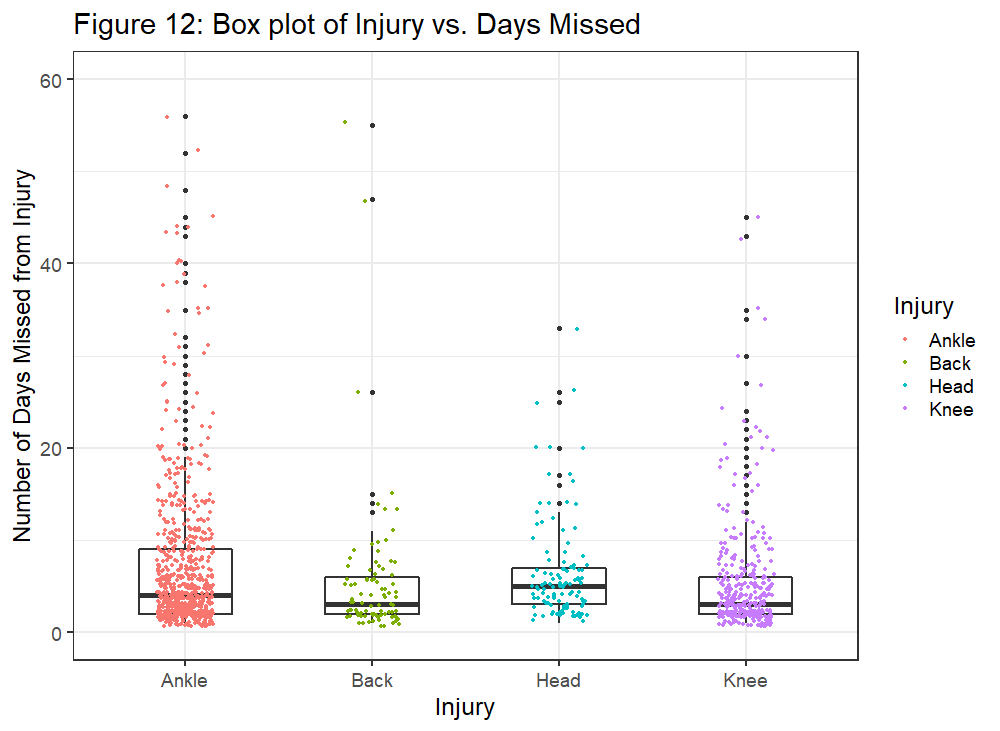 Figure 12: Box plot of Injury vs. Days Missed
Number of Days Missed from Injury
60
40
20
0
Ankle
Back
Head
Knee
Injury
Injury
Ankle
Back
Head
Knee